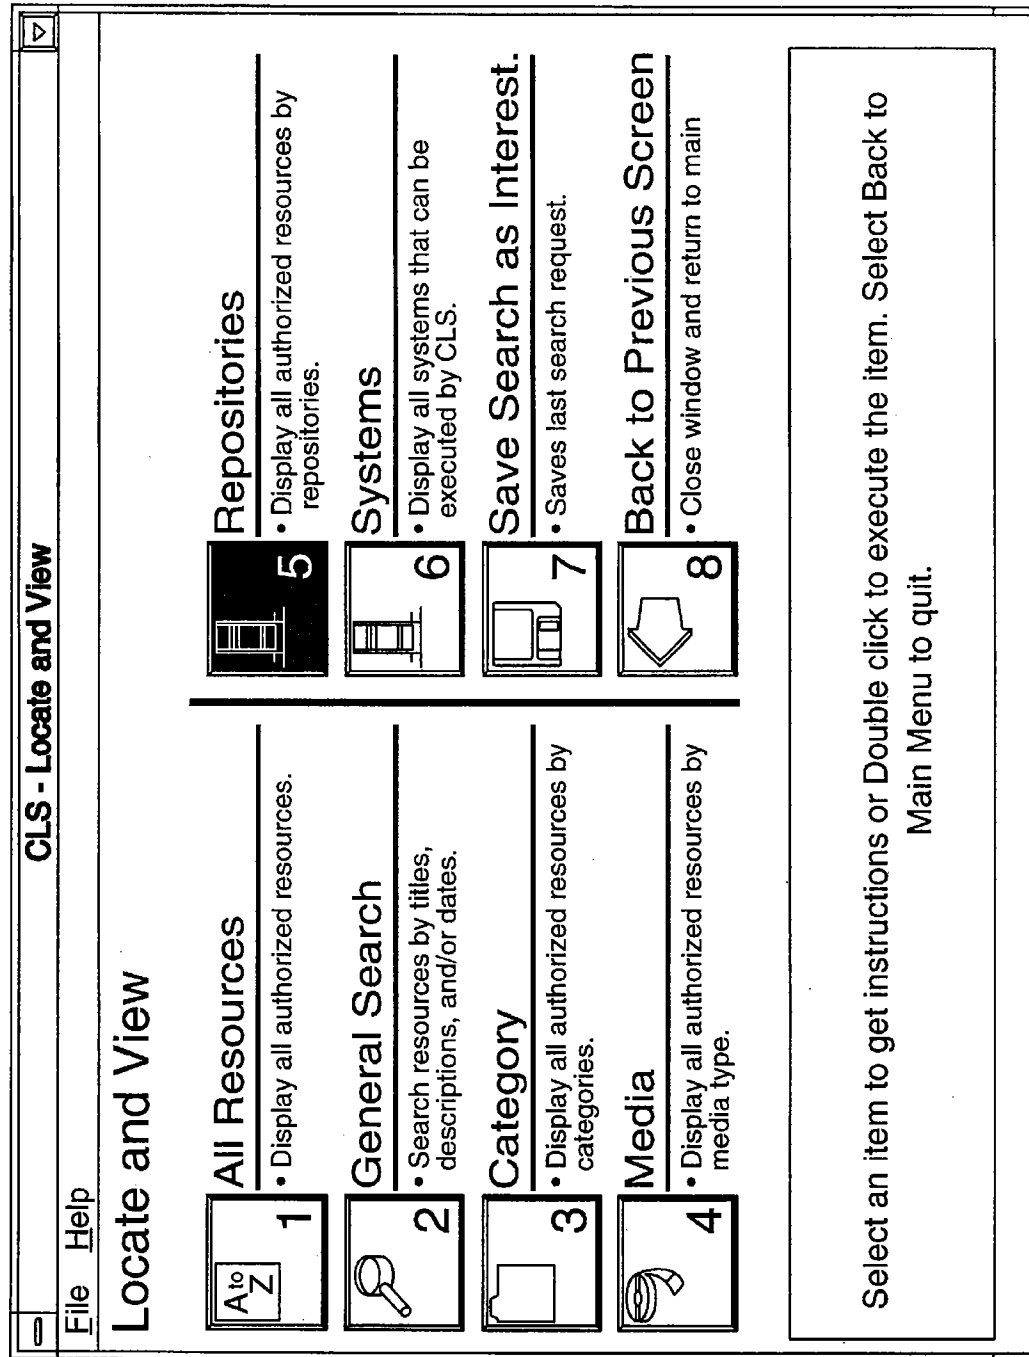 CLS - Locate and View
File Help
Locate and View
A to Z
1
All Resources
• Display all authorized resources.
2
General Search
• Search resources by titles,
descriptions, and/or dates.
3
Category
• Display all authorized resources by
categories.
4
Media
• Display all authorized resources by
media type.
5
Repositories
• Display all authorized resources by
repositories.
6
Systems
• Display all systems that can be
executed by CLS.
7
Save Search as Interest.
• Saves last search request.
8
Back to Previous Screen
• Close window and return to main
Select an item to get instructions or Double click to execute the item. Select Back to
Main Menu to quit.